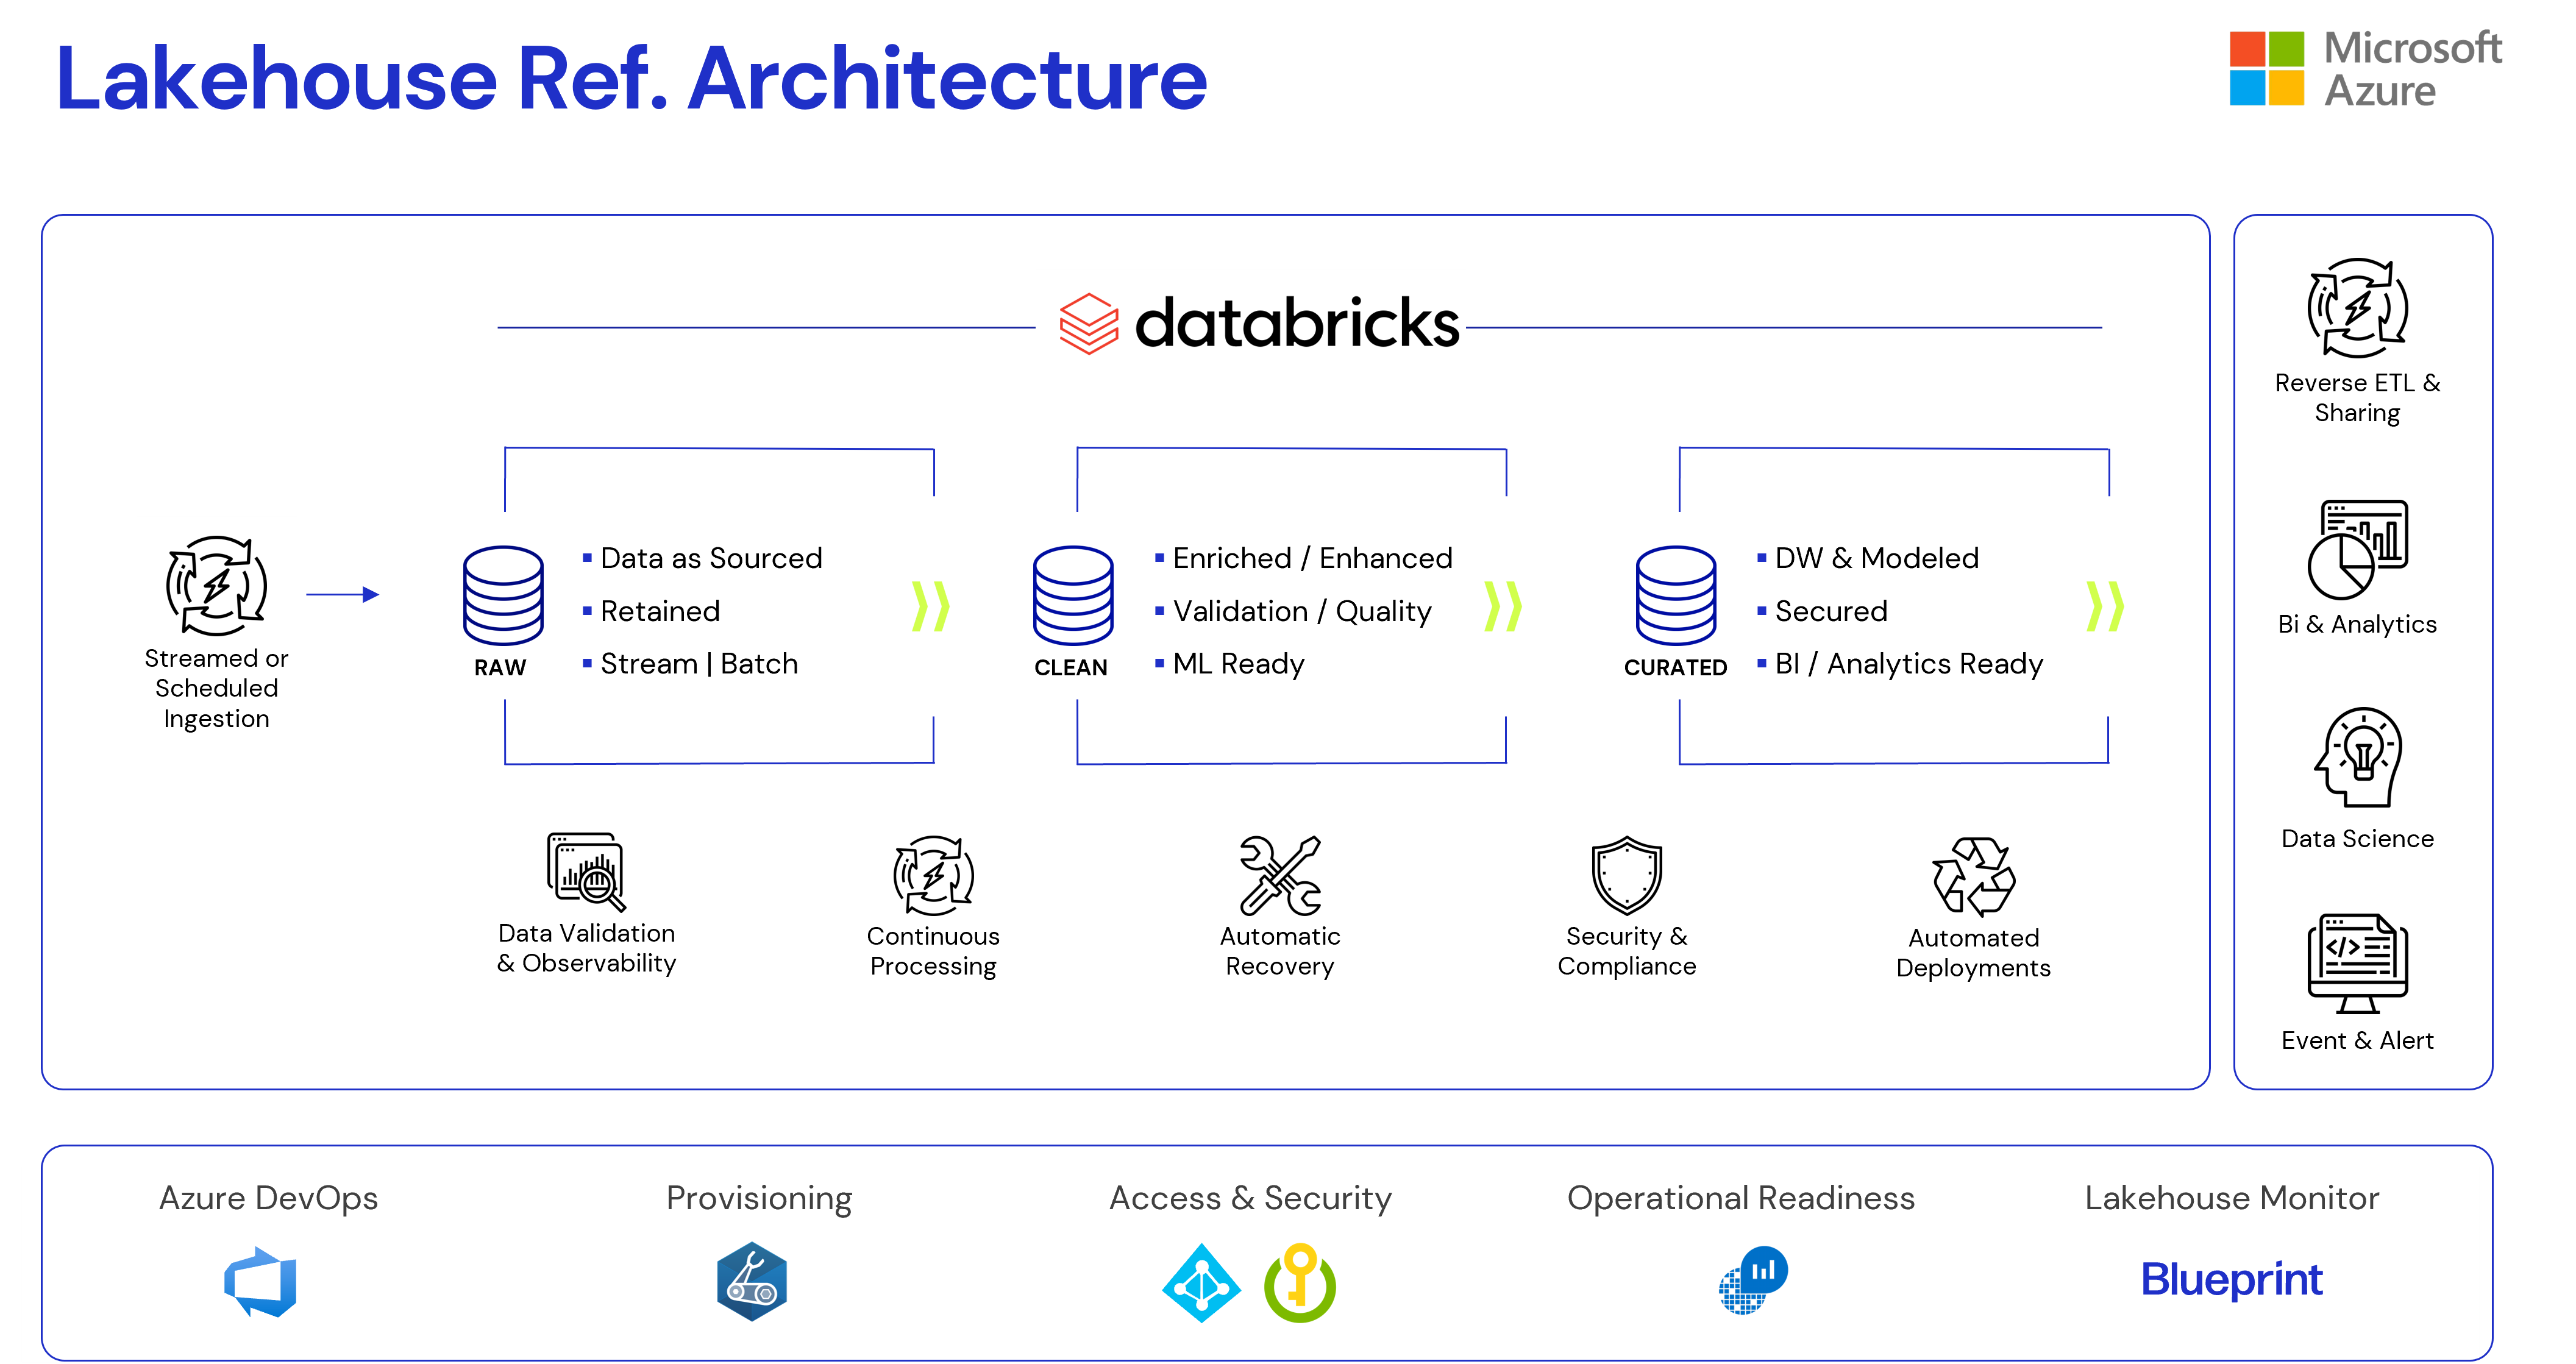 Lakehouse Ref. Architecture
Microsoft
Azure
databricks
Streamed or
Scheduled
Ingestion
RAW
▪ Data as Sourced
▪ Retained
▪ Stream | Batch
CLEAN
▪ Enriched / Enhanced
▪ Validation / Quality
▪ ML Ready
CURATED
▪ DW & Modeled
▪ Secured
▪ BI / Analytics Ready
Data Validation
& Observability
Continuous
Processing
Automatic
Recovery
Security &
Compliance
Automated
Deployments
Reverse ETL &
Sharing
Bi & Analytics
Data Science
Event & Alert
Azure DevOps
Provisioning
Access & Security
Operational Readiness
Lakehouse Monitor
Blueprint